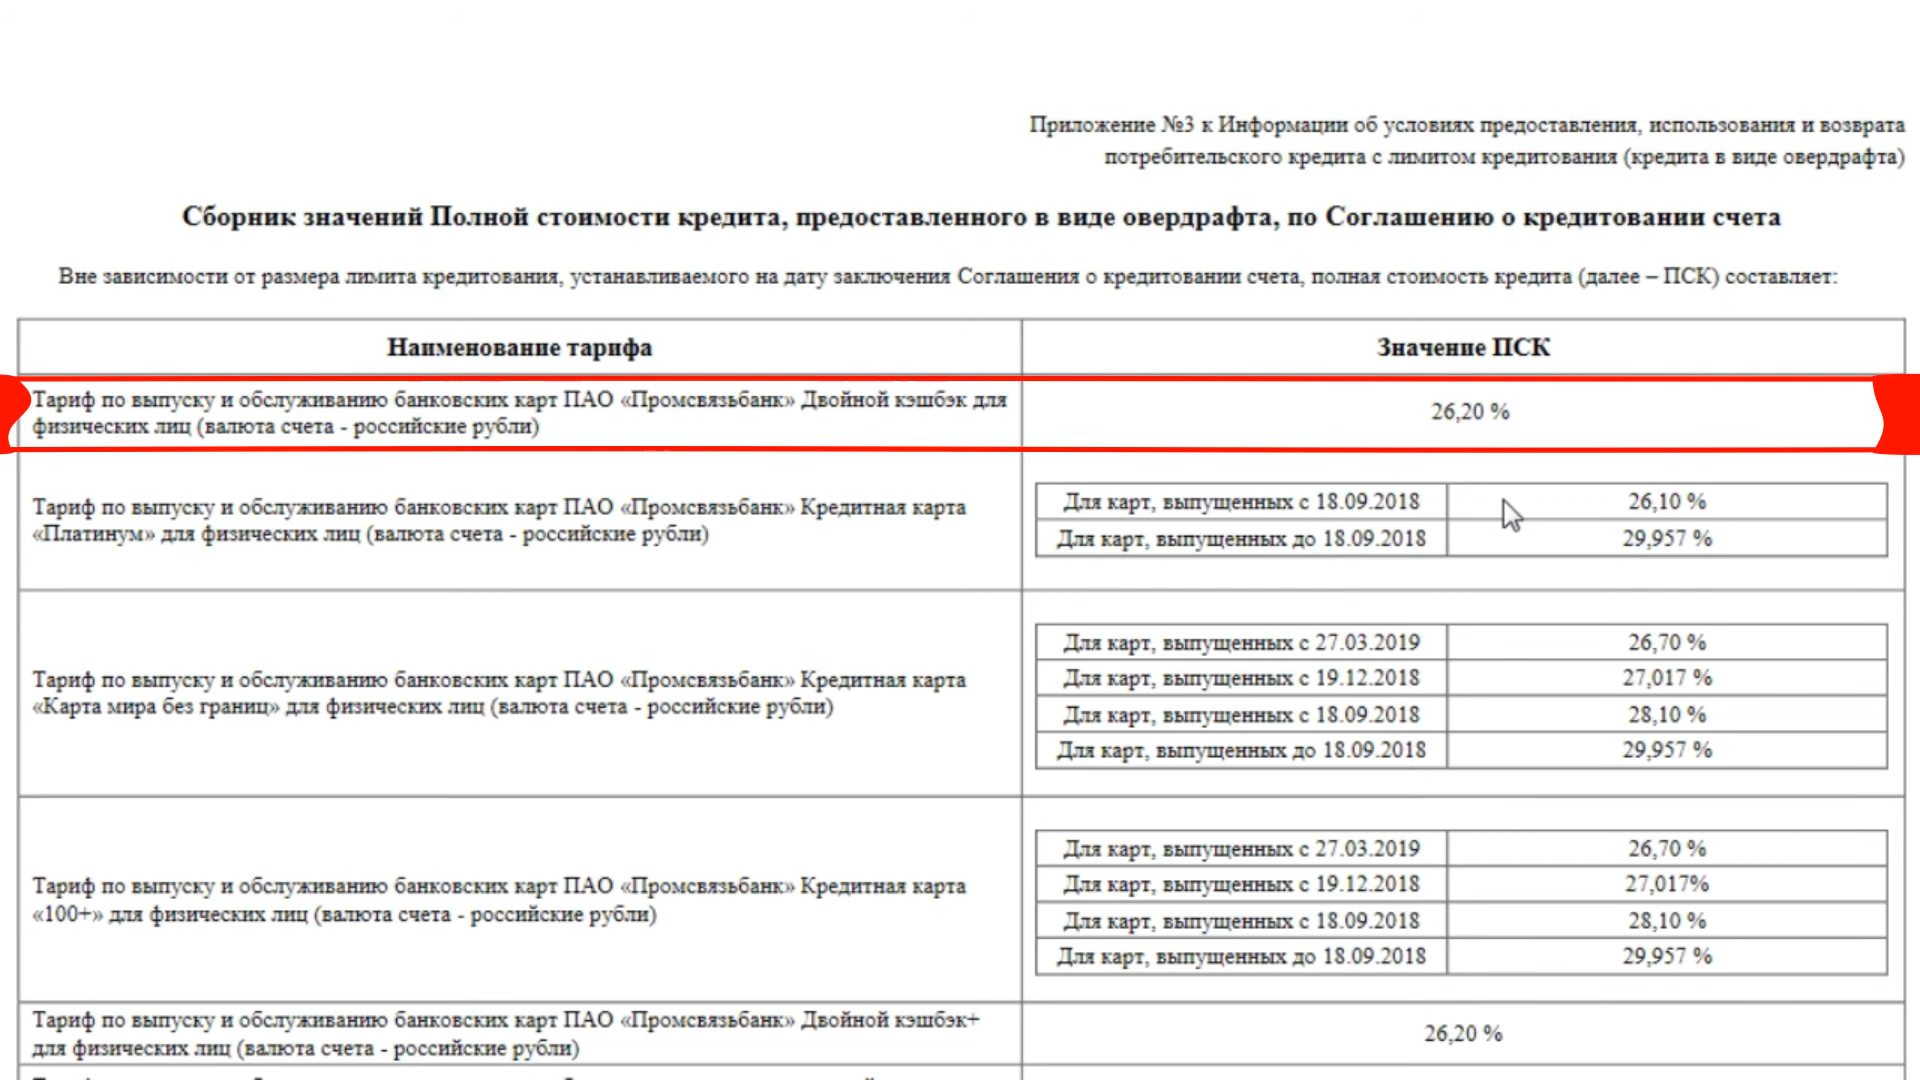 Приложение №3 к Информации об условиях предоставления, использования и возврата
потребительского кредита с лимитом кредитования (кредита в виде овердрафта)
Сборник значений Полной стоимости кредита, предоставленного в виде овердрафта, по Соглашению о кредитовании счета
Вне зависимости от размера лимита кредитования, устанавливаемого на дату заключения Соглашения о кредитовании счета, полная стоимость кредита (далее – ПСК) составляет:
Наименование тарифа
Значение ПСК
Тариф по выпуску и обслуживанию банковских карт ПАО «Промсвязьбанк» Двойной кэшбэк для
физических лиц (валюта счета - российские рубли)
26,20 %
Тариф по выпуску и обслуживанию банковских карт ПАО «Промсвязьбанк» Кредитная карта
«Платинум» для физических лиц (валюта счета - российские рубли)
Для карт, выпущенных с 18.09.2018 26,10 %
Для карт, выпущенных до 18.09.2018 29,957 %
Тариф по выпуску и обслуживанию банковских карт ПАО «Промсвязьбанк» Кредитная карта
«Карта мира без границ» для физических лиц (валюта счета - российские рубли)
Для карт, выпущенных с 27.03.2019 26,70 %
Для карт, выпущенных с 19.12.2018 27,017 %
Для карт, выпущенных с 18.09.2018 28,10 %
Для карт, выпущенных до 18.09.2018 29,957 %
Тариф по выпуску и обслуживанию банковских карт ПАО «Промсвязьбанк» Кредитная карта
«100+» для физических лиц (валюта счета - российские рубли)
Для карт, выпущенных с 27.03.2019 26,70 %
Для карт, выпущенных с 19.12.2018 27,017%
Для карт, выпущенных с 18.09.2018 28,10 %
Для карт, выпущенных до 18.09.2018 29,957 %
Тариф по выпуску и обслуживанию банковских карт ПАО «Промсвязьбанк» Двойной кэшбэк+
для физических лиц (валюта счета - российские рубли)
26,20 %